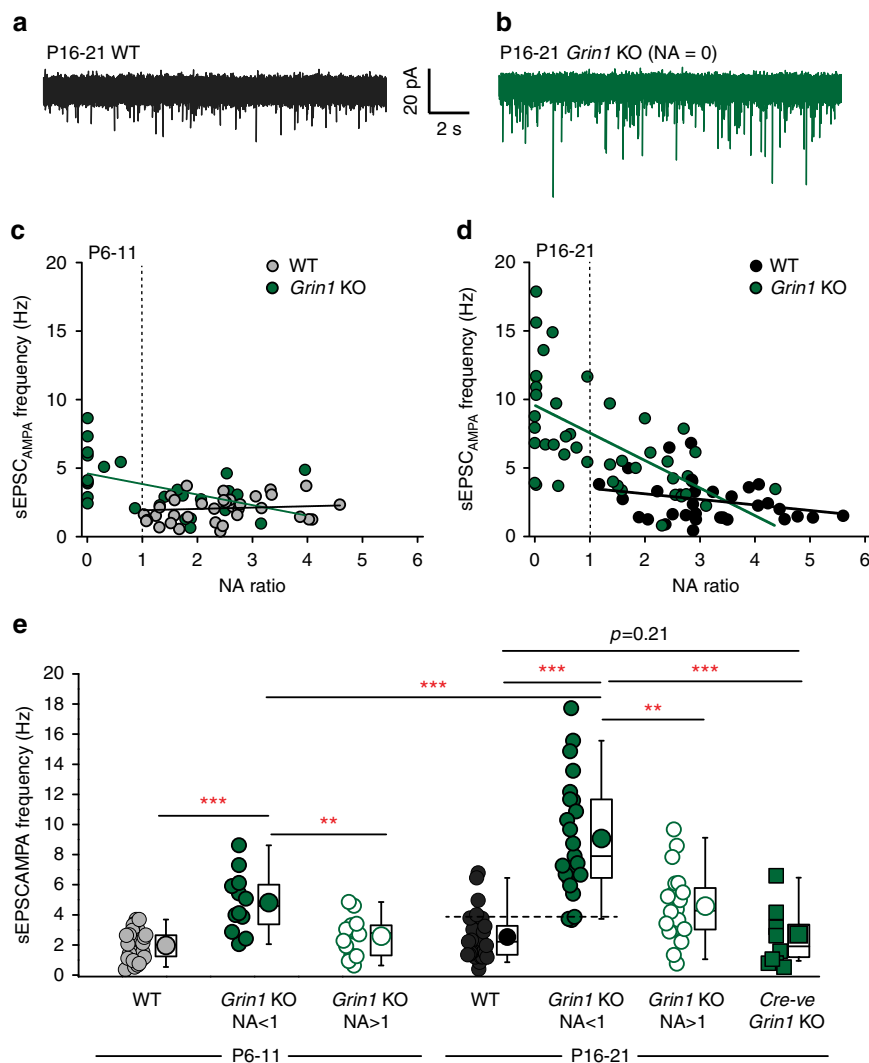 a
b
P16-21 WT
P16-21 Grin1 KO (NA = 0)
20 pA
2 s
c
d
P6-11
WT
Grin1 KO
P16-21
WT
Grin1 KO
sEPSCAMPA frequency (Hz)
20
15
10
5
0
0 1 2 3 4 5 6
NA ratio
sEPSCAMPA frequency (Hz)
20
15
10
5
0
0 1 2 3 4 5 6
NA ratio
e
p=0.21
*** ***
***
**
***
**
sEPSCAMPA frequency (Hz)
20
18
16
14
12
10
8
6
4
2
0
WT Grin1 KO Grin1 KO WT Grin1 KO Grin1 KO Cre-ve
NA<1 NA>1 NA<1 NA>1 Grin1 KO
P6-11 P16-21